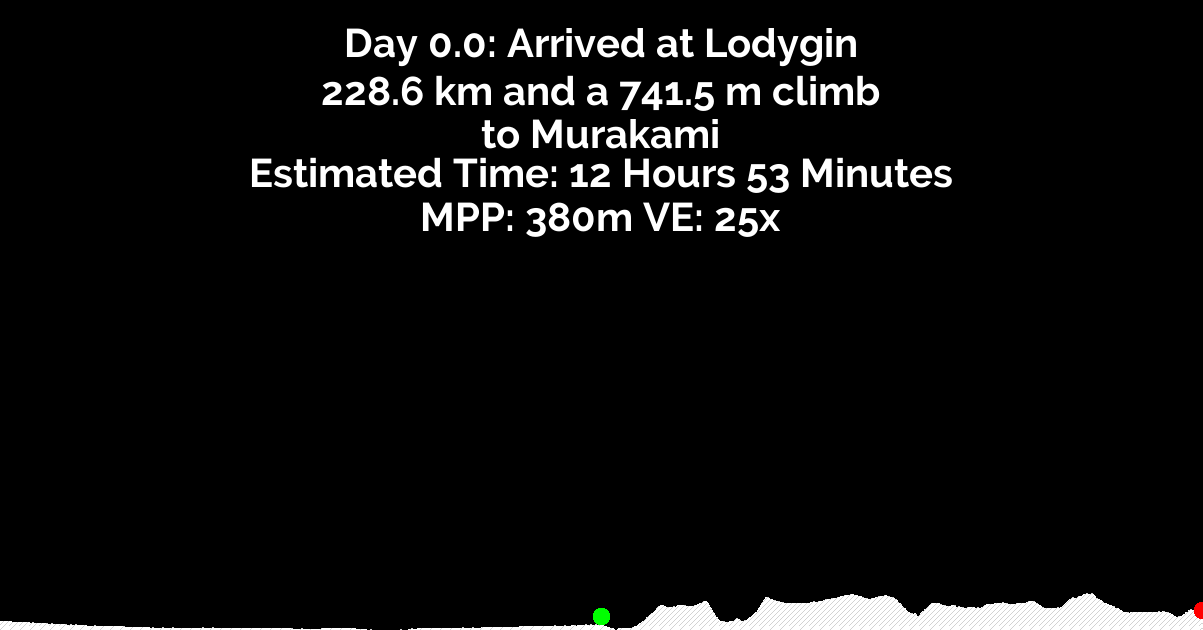 Day 0.0: Arrived at Lodygin
228.6 km and a 741.5 m climb
to Murakami
Estimated Time: 12 Hours 53 Minutes
MPP: 380m VE: 25x